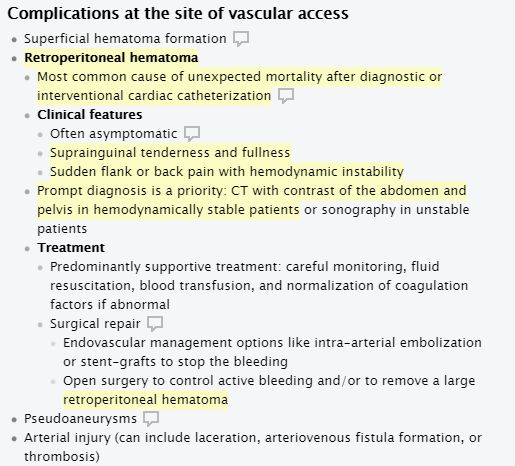 Complications at the site of vascular access
Superficial hematoma formation
Retroperitoneal hematoma
Most common cause of unexpected mortality after diagnostic or
interventional cardiac catheterization
Clinical features
Often asymptomatic
Suprainguinal tenderness and fullness
Sudden flank or back pain with hemodynamic instability
Prompt diagnosis is a priority: CT with contrast of the abdomen and
pelvis in hemodynamically stable patients or sonography in unstable
patients
Treatment
Predominantly supportive treatment: careful monitoring, fluid
resuscitation, blood transfusion, and normalization of coagulation
factors if abnormal
Surgical repair
Endovascular management options like intra-arterial embolization
or stent-grafts to stop the bleeding
Open surgery to control active bleeding and/or to remove a large
retroperitoneal hematoma
Pseudoaneurysms
Arterial injury (can include laceration, arteriovenous fistula formation, or
thrombosis)